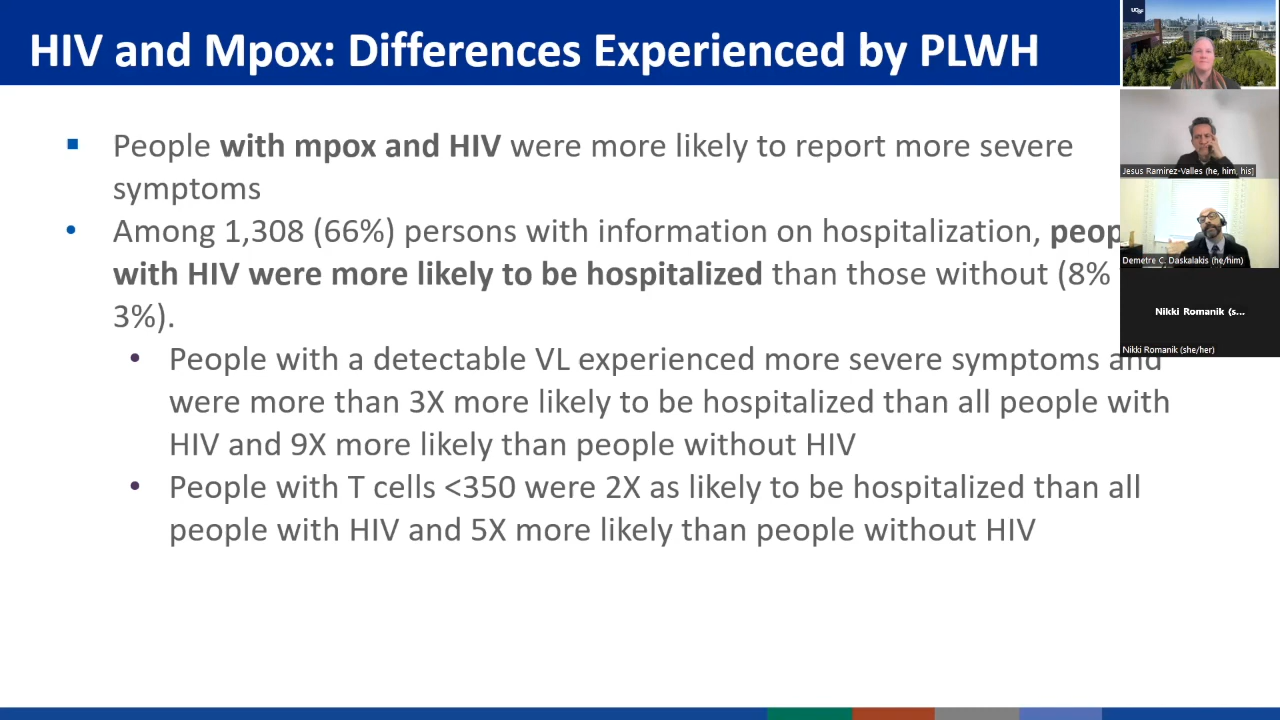 HIV and Mpox: Differences Experienced by PLWH
People with mpox and HIV were more likely to report more severe
symptoms
Among 1,308 (66%) persons with information on hospitalization,
with HIV were more likely to be hospitalized than those without (8%
3%).
People with a detectable VL experienced more severe symptoms and
were more than 3X more likely to be hospitalized than all people with
HIV and 9X more likely than people without HIV
People with T cells <350 were 2X as likely to be hospitalized than all
people with HIV and 5X more likely than people without HIV
UCSF
Jesus Ramirez-Valles (he, him, his)
Demetre C. Daskalakis (he/him)
Nikki Romanik (s...
Nikki Romanik (she/her)